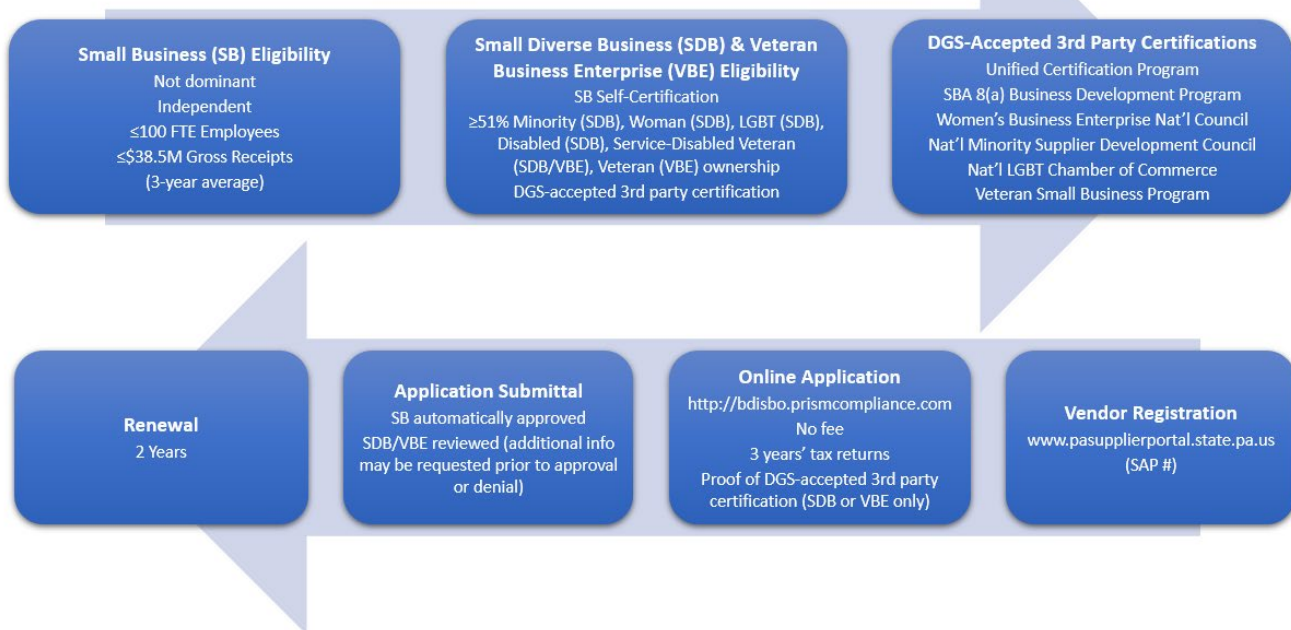 Small Business (SB) Eligibility
Not dominant
Independent
≤100 FTE Employees
≤$38.5M Gross Receipts
(3-year average)
Small Diverse Business (SDB) & Veteran
Business Enterprise (VBE) Eligibility
SB Self-Certification
≥51% Minority (SDB), Woman (SDB), LGBT (SDB),
Disabled (SDB), Service-Disabled Veteran
(SDB/VBE), Veteran (VBE) ownership
DGS-accepted 3rd party certification
DGS-Accepted 3rd Party Certifications
Unified Certification Program
SBA 8(a) Business Development Program
Women's Business Enterprise Nat'l Council
Nat'l Minority Supplier Development Council
Nat'l LGBT Chamber of Commerce
Veteran Small Business Program
Vendor Registration
www.pasupplierportal.state.pa.us
(SAP #)
Online Application
http://bdisbo.prismcompliance.com
No fee
3 years' tax returns
Proof of DGS-accepted 3rd party
certification (SDB or VBE only)
Application Submittal
SB automatically approved
SDB/VBE reviewed (additional info
may be requested prior to approval
or denial)
Renewal
2 Years